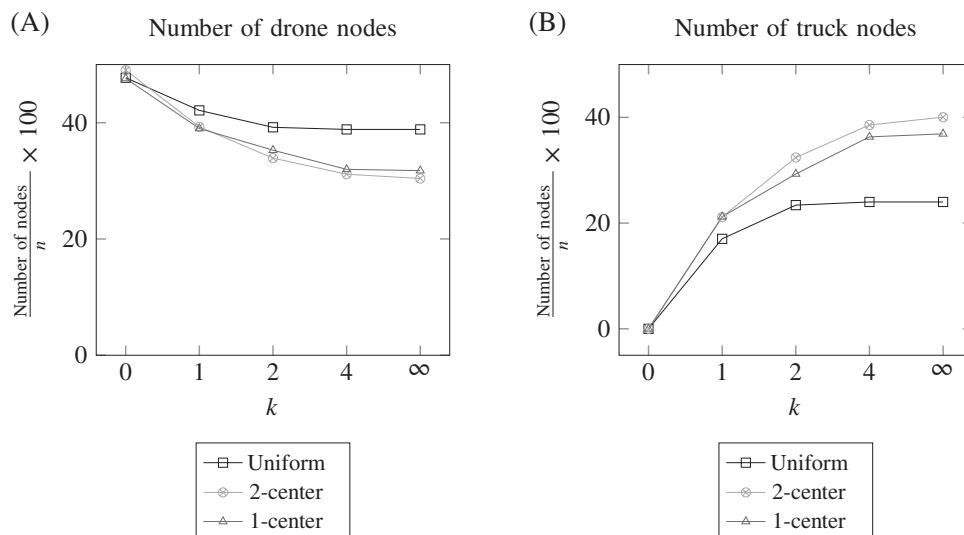 (A)
Number of drone nodes
40
20
0
0 1 2 4 ∞
k
Number of nodes
n
× 100
Uniform
2-center
1-center
(B)
Number of truck nodes
40
20
0
0 1 2 4 ∞
k
Number of nodes
n
× 100
Uniform
2-center
1-center